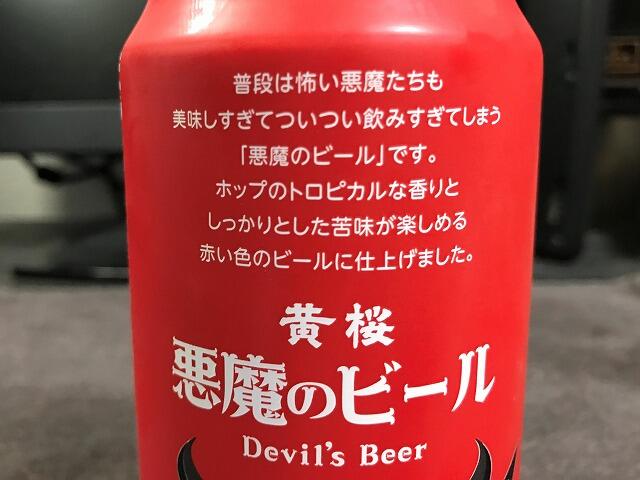 普段は怖い悪魔たちも
美味しすぎてついつい飲みすぎてしまう
「悪魔のビール」です。
ホップのトロピカルな香りと
しっかりとした苦味が楽しめる
赤い色のビールに仕上げました。
黄桜
悪魔のビール
Devil's Beer